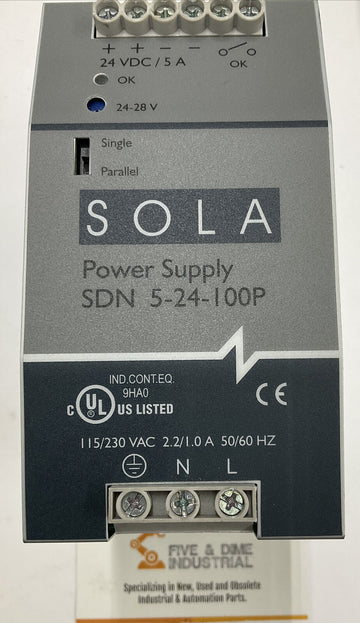 + + − −
24 VDC / 5 A OK
OK
24-28 V
Single
Parallel
SOLA
Power Supply
SDN 5-24-100P
IND.CONT.EQ.
9HA0
C UL US LISTED
CE
115/230 VAC 2.2/1.0 A 50/60 HZ
N L
FIVE & DIME
INDUSTRIAL
Specializing in New, Used and Obsolete
Industrial & Automation Parts.